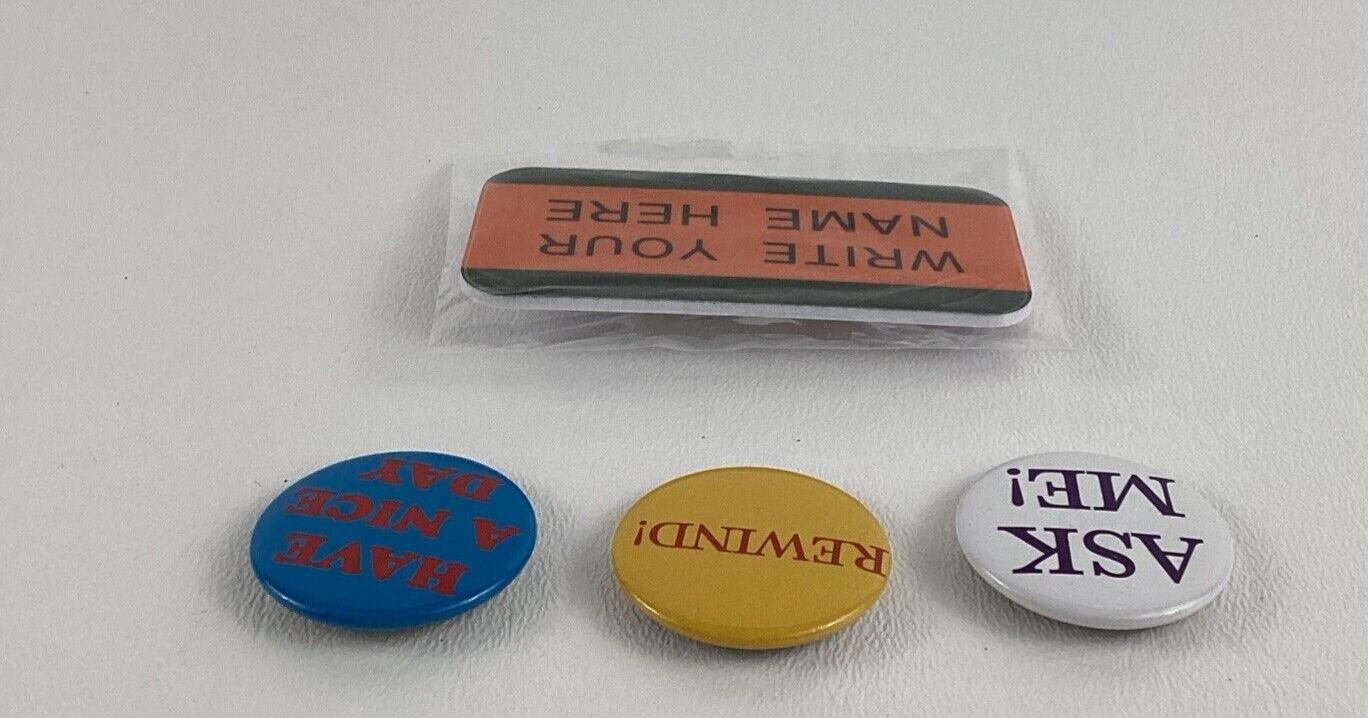 WRITE YOUR
NAME HERE
HAVE
A NICE
DAY
REWIND!
ASK
ME!